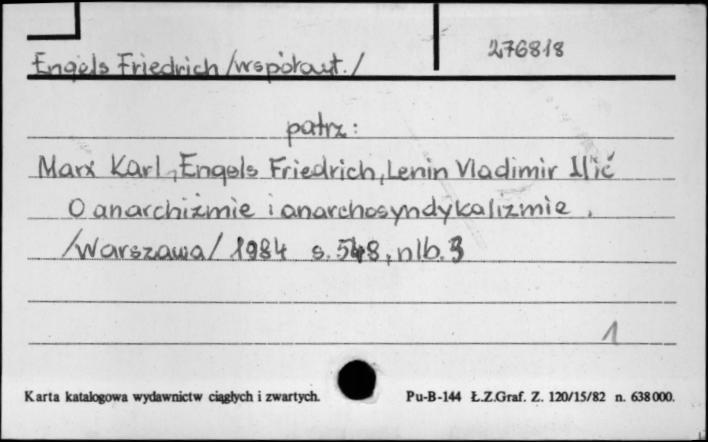 276818
Engels Friedrich /współaut./
patrz:
Marx Karl, Engels Friedrich, Lenin Vladimir Il'ič
O anarchiźmie i anarchosyndykalizmie.
/Warszawa/ 1984 s. 548, nlb. 3
1
Karta katalogowa wydawnictw ciągłych i zwartych. Pu-B-144 Ł.Z.Graf. Z. 120/15/82 n. 638000.